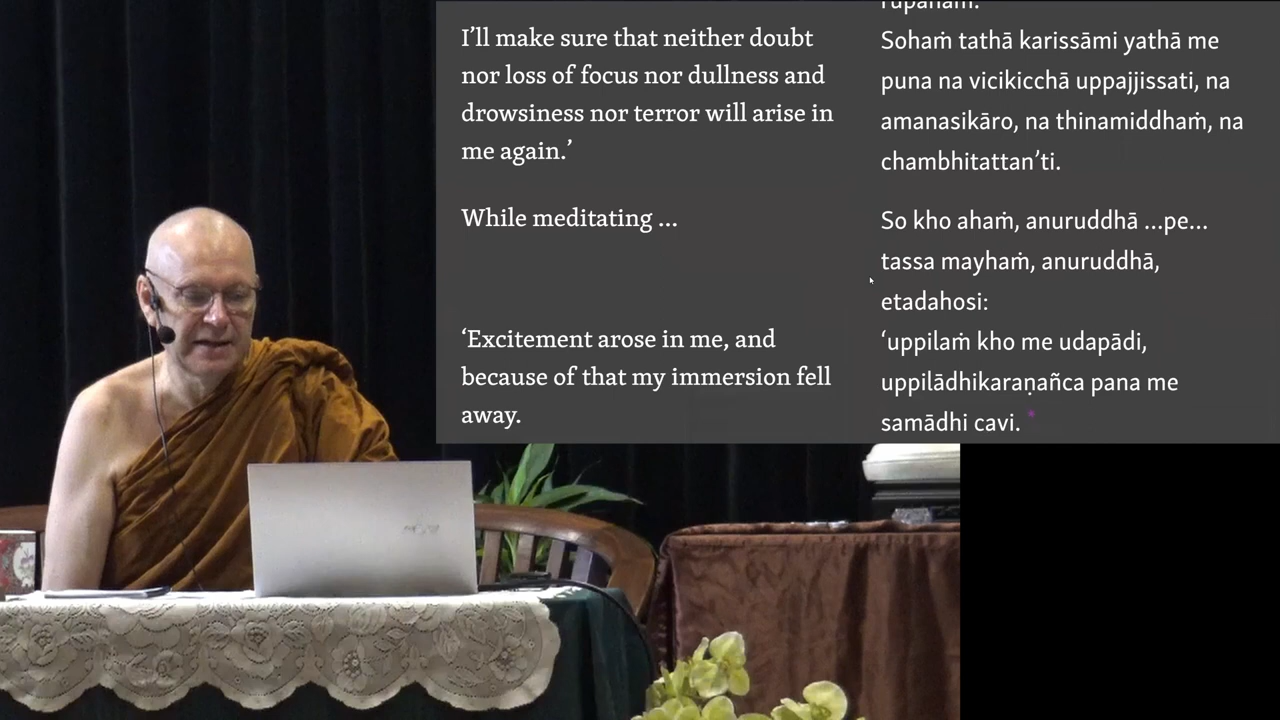 I’ll make sure that neither doubt
nor loss of focus nor dullness and
drowsiness nor terror will arise in
me again.’
While meditating …
‘Excitement arose in me, and
because of that my immersion fell
away.
rūpānaṁ.
Sohaṁ tathā karissāmi yathā me
puna na vicikicchā uppajjissati, na
amanasikāro, na thinamiddhaṁ, na
chambhitattan’ti.
So kho ahaṁ, anuruddhā …pe…
tassa mayhaṁ, anuruddhā,
etadahosi:
‘uppilaṁ kho me udapādi,
uppilādhikaraṇañca pana me
samādhi cavi.